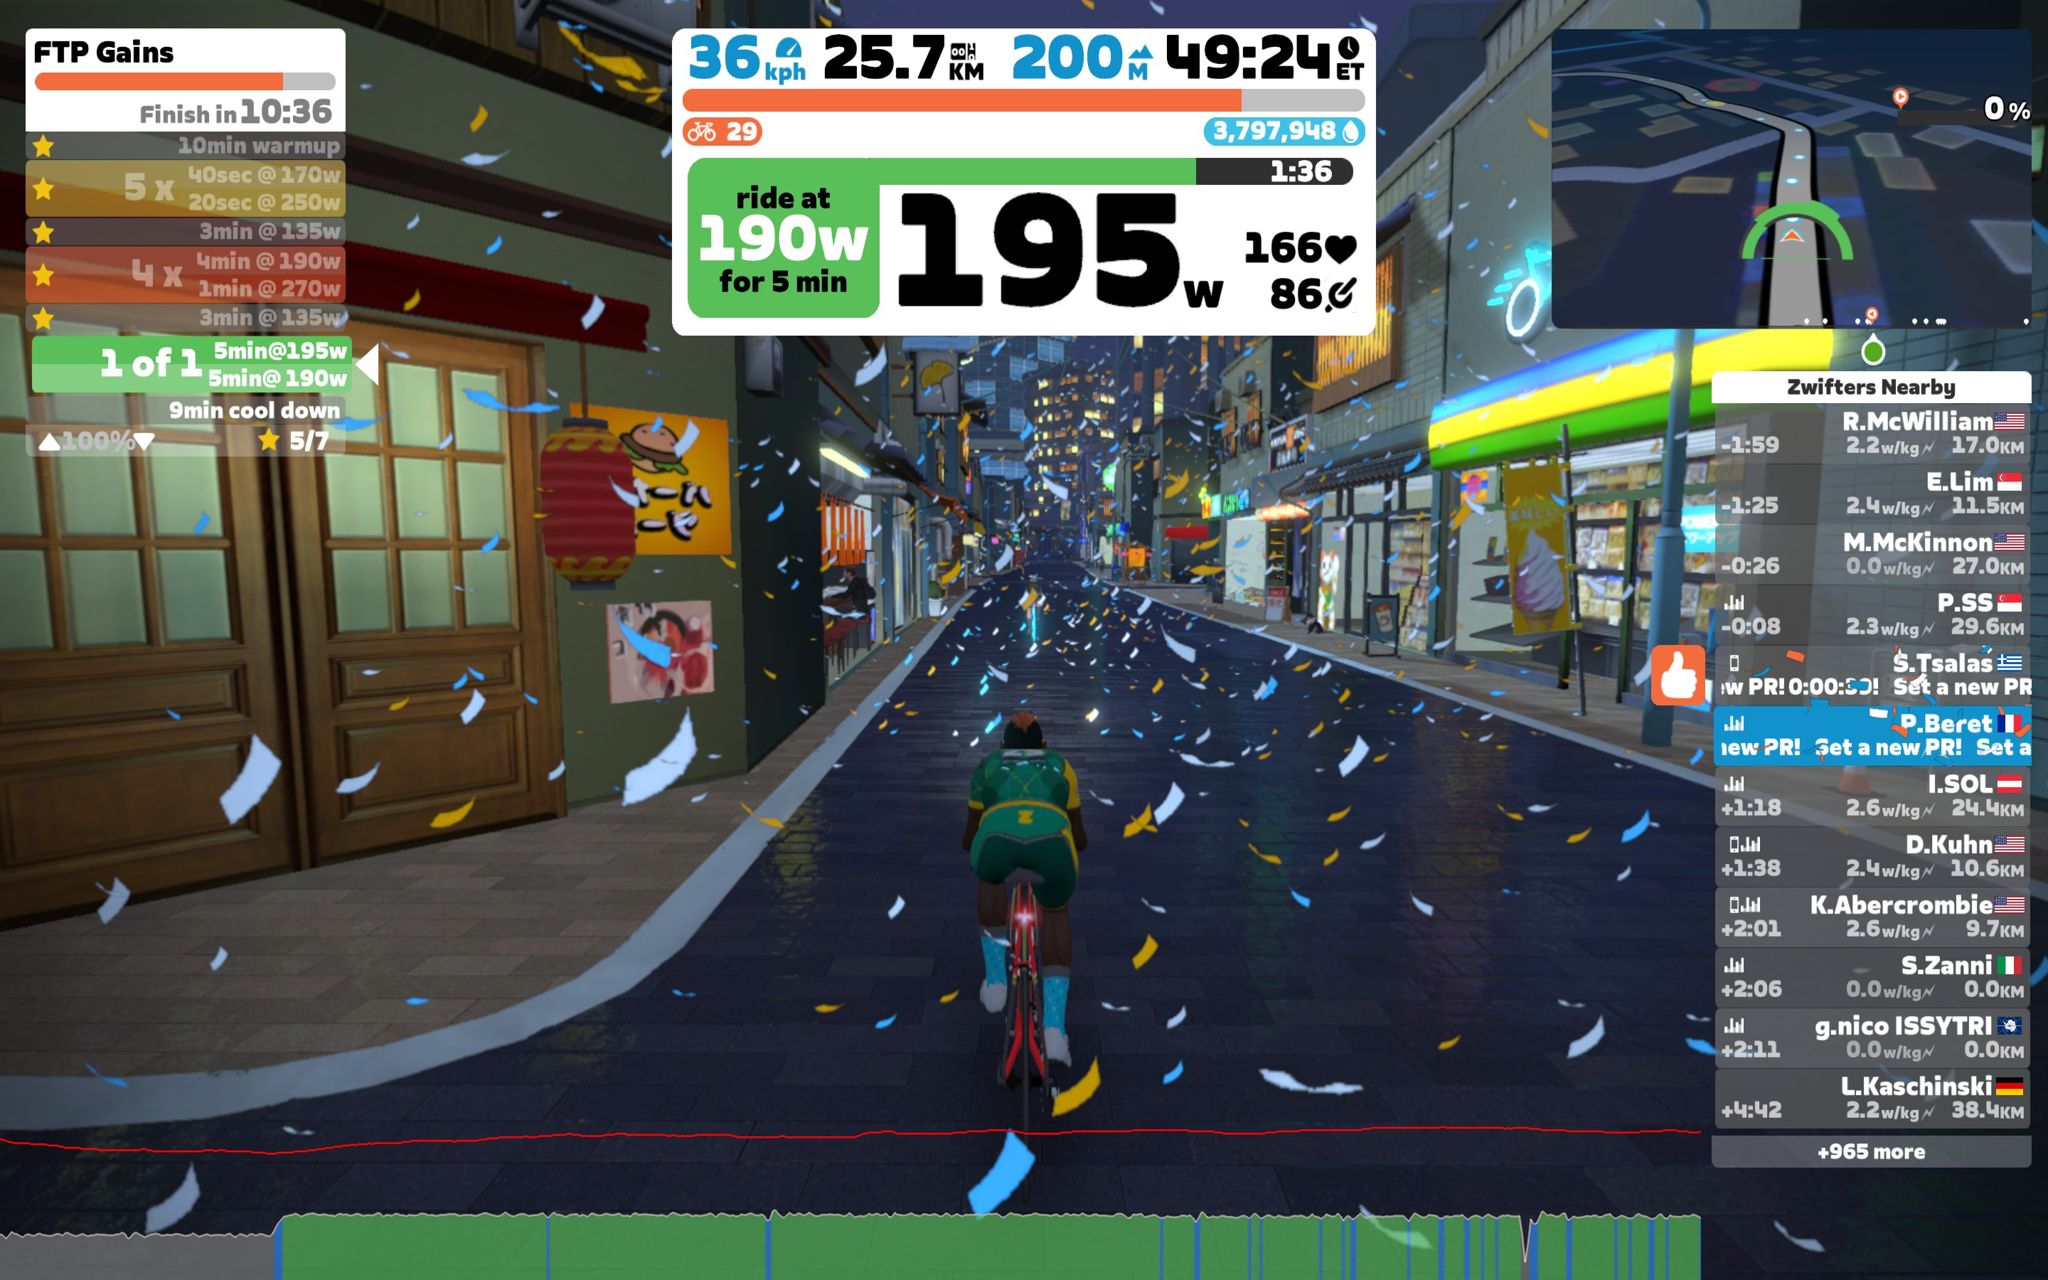 FTP Gains
Finish in 10:36
10min warmup
5 x
40sec @ 170w
20sec @ 250w
3min @ 135w
4 x
4min @ 190w
1min @ 270w
3min @ 135w
1 of 1
5min@195w
5min@ 190w
9min cool down
100%
5/7
36 kph 25.7 KM 200 M 49:24 ET
29
3,797,948
1:36
ride at
190w
for 5 min
195w
166
86
0 %
Zwifters Nearby
R.McWilliam
-1:59 2.2w/kg 17.0KM
E.Lim
-1:25 2.4w/kg 11.5KM
M.McKinnon
-0:26 0.0w/kg 27.0KM
P.SS
-0:08 2.3w/kg 29.6KM
S.Tsalas
w PR! Set a new PR
P.Beret
new PR! Set a new PR! Set a
I.SOL
+1:18 2.6w/kg 24.4KM
D.Kuhn
+1:38 2.4w/kg 10.6KM
K.Abercrombie
+2:01 2.6w/kg 9.7KM
S.Zanni
+2:06 0.0w/kg 0.0KM
g.nico ISSYTRI
+2:11 0.0w/kg 0.0KM
L.Kaschinski
+4:42 2.2w/kg 38.4KM
+965 more
Z